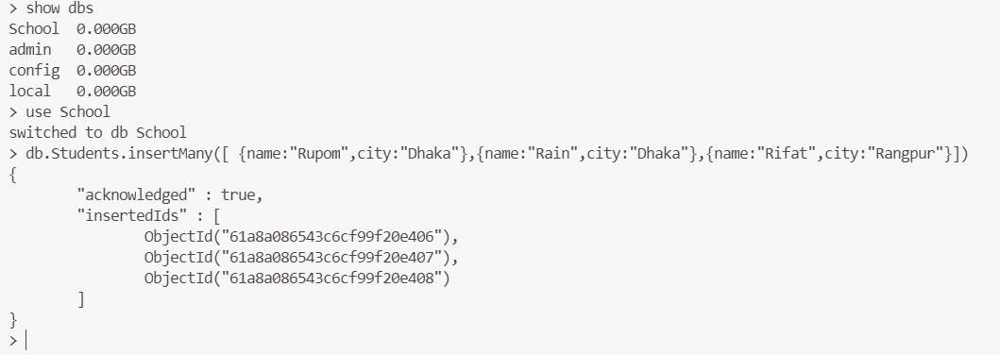 > show dbs
School  0.000GB
admin   0.000GB
config  0.000GB
local   0.000GB
> use School
switched to db School
> db.Students.insertMany([ {name:"Rupom",city:"Dhaka"},{name:"Rain",city:"Dhaka"},{name:"Rifat",city:"Rangpur"}])
{
        "acknowledged" : true,
        "insertedIds" : [
                ObjectId("61a8a086543c6cf99f20e406"),
                ObjectId("61a8a086543c6cf99f20e407"),
                ObjectId("61a8a086543c6cf99f20e408")
        ]
}
>